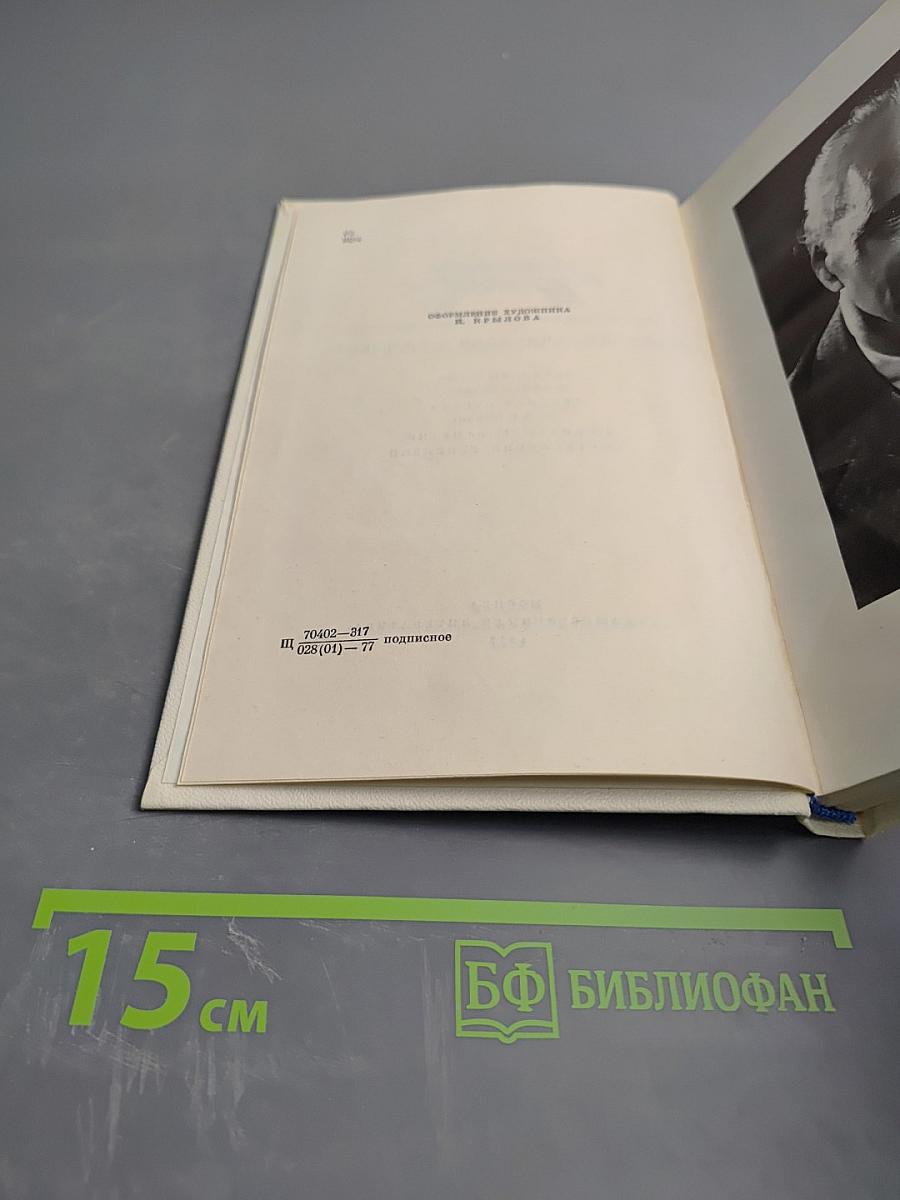 ОФОРМЛЕНИЕ ХУДОЖНИКА
Н. КРЫЛОВА
Щ 70402—317
028(01)—77 подписное
15 см
БФ БИБЛИОФАН